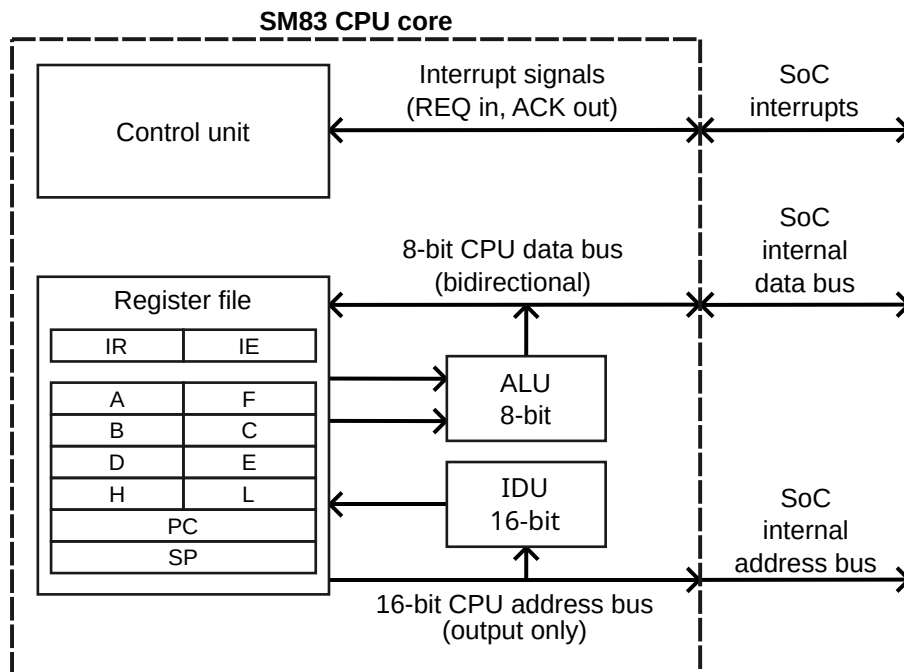 SM83 CPU core
Control unit
Interrupt signals
(REQ in, ACK out)
SoC
interrupts
8-bit CPU data bus
(bidirectional)
SoC
internal
data bus
Register file
IR IE
A F
B C
D E
H L
PC
SP
ALU
8-bit
IDU
16-bit
16-bit CPU address bus
(output only)
SoC
internal
address bus